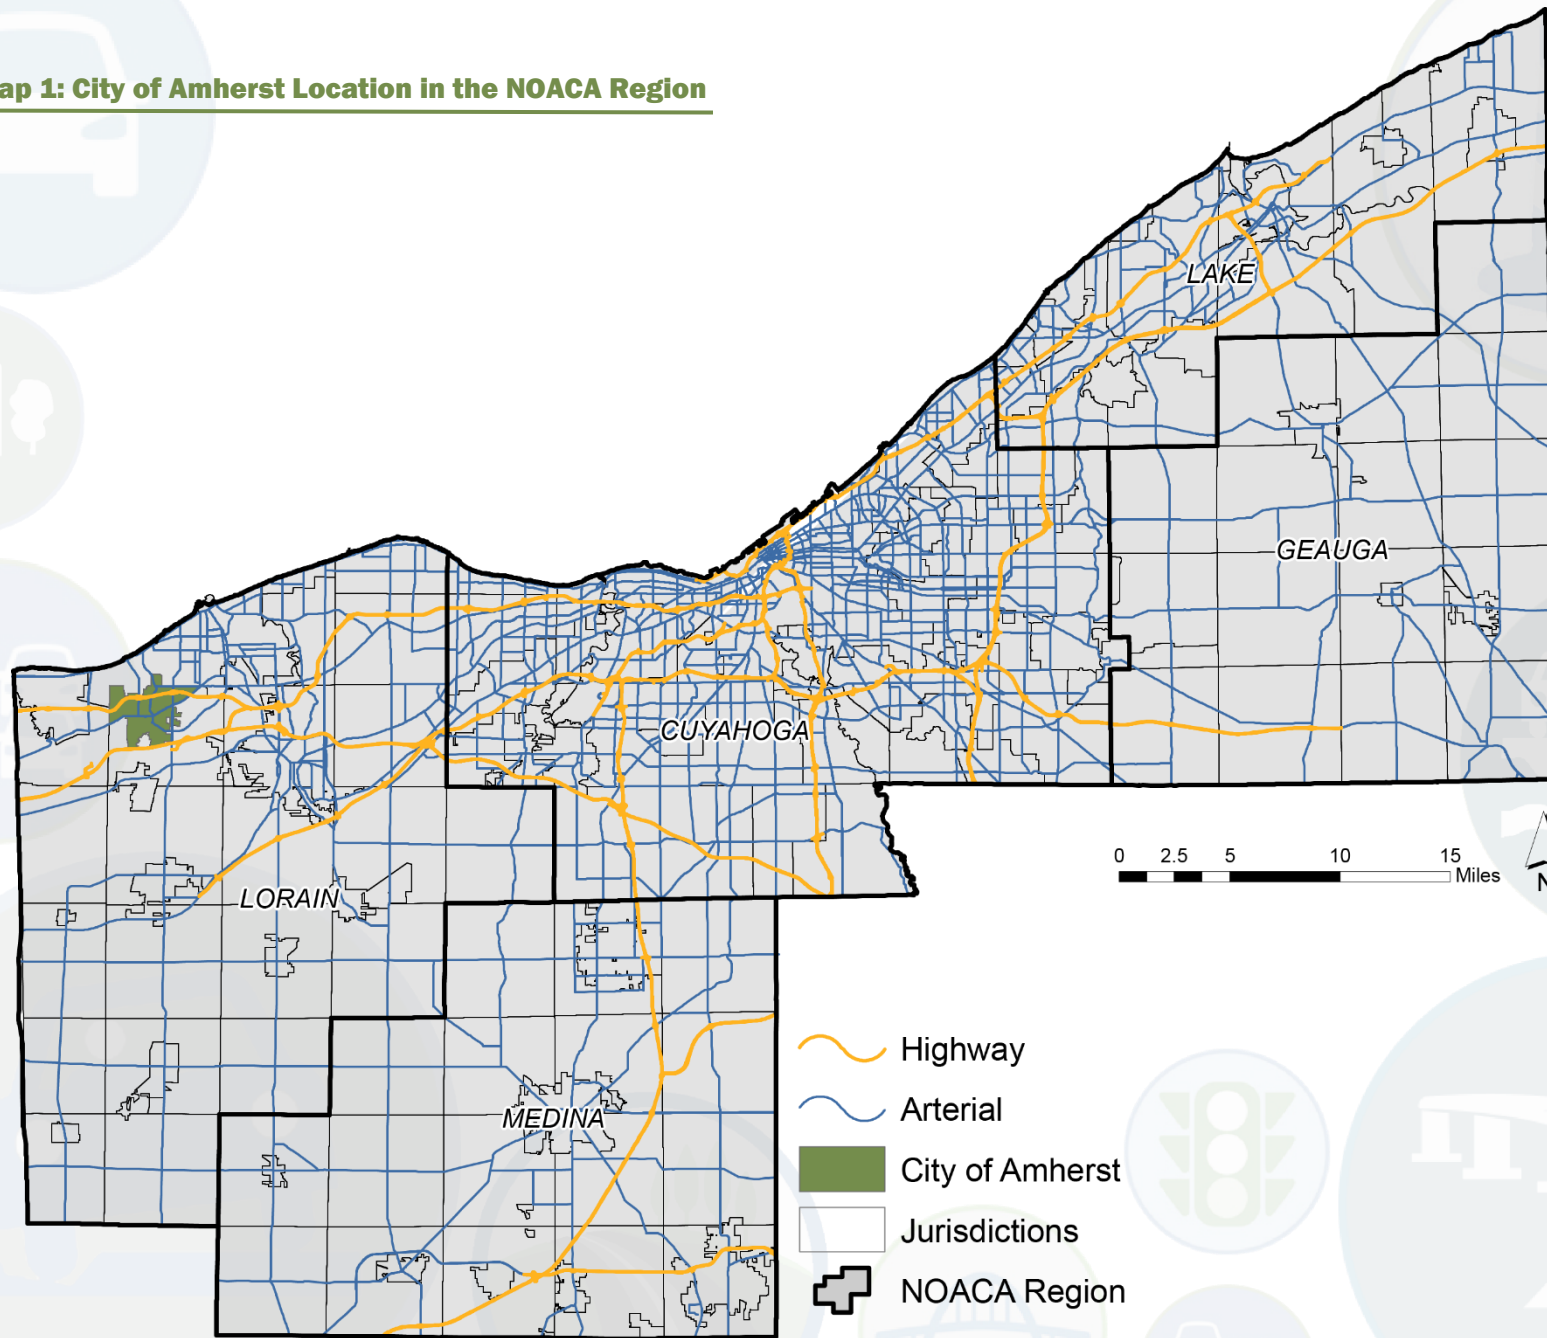 ap 1: City of Amherst Location in the NOACA Region
LAKE
GEAUGA
CUYAHOGA
LORAIN
MEDINA
0 2.5 5 10 15
Miles
N
Highway
Arterial
City of Amherst
Jurisdictions
NOACA Region